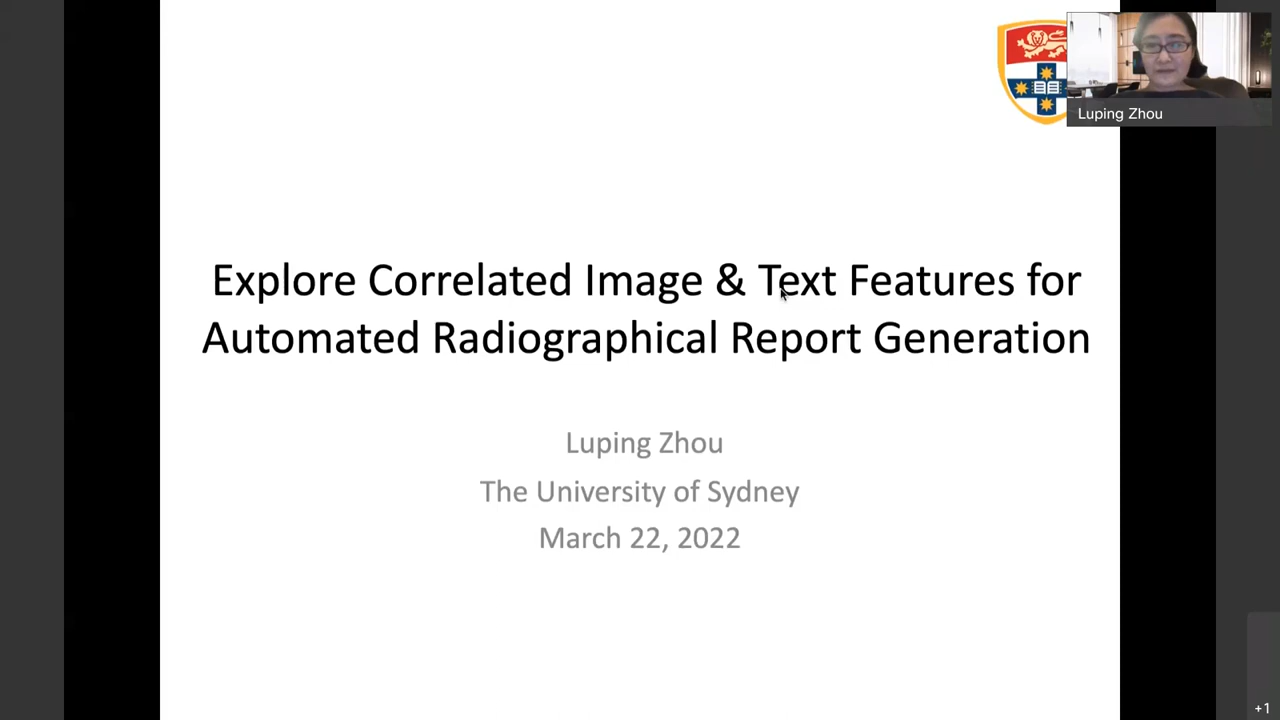 Luping Zhou
Explore Correlated Image & Text Features for
Automated Radiographical Report Generation
Luping Zhou
The University of Sydney
March 22, 2022
+1